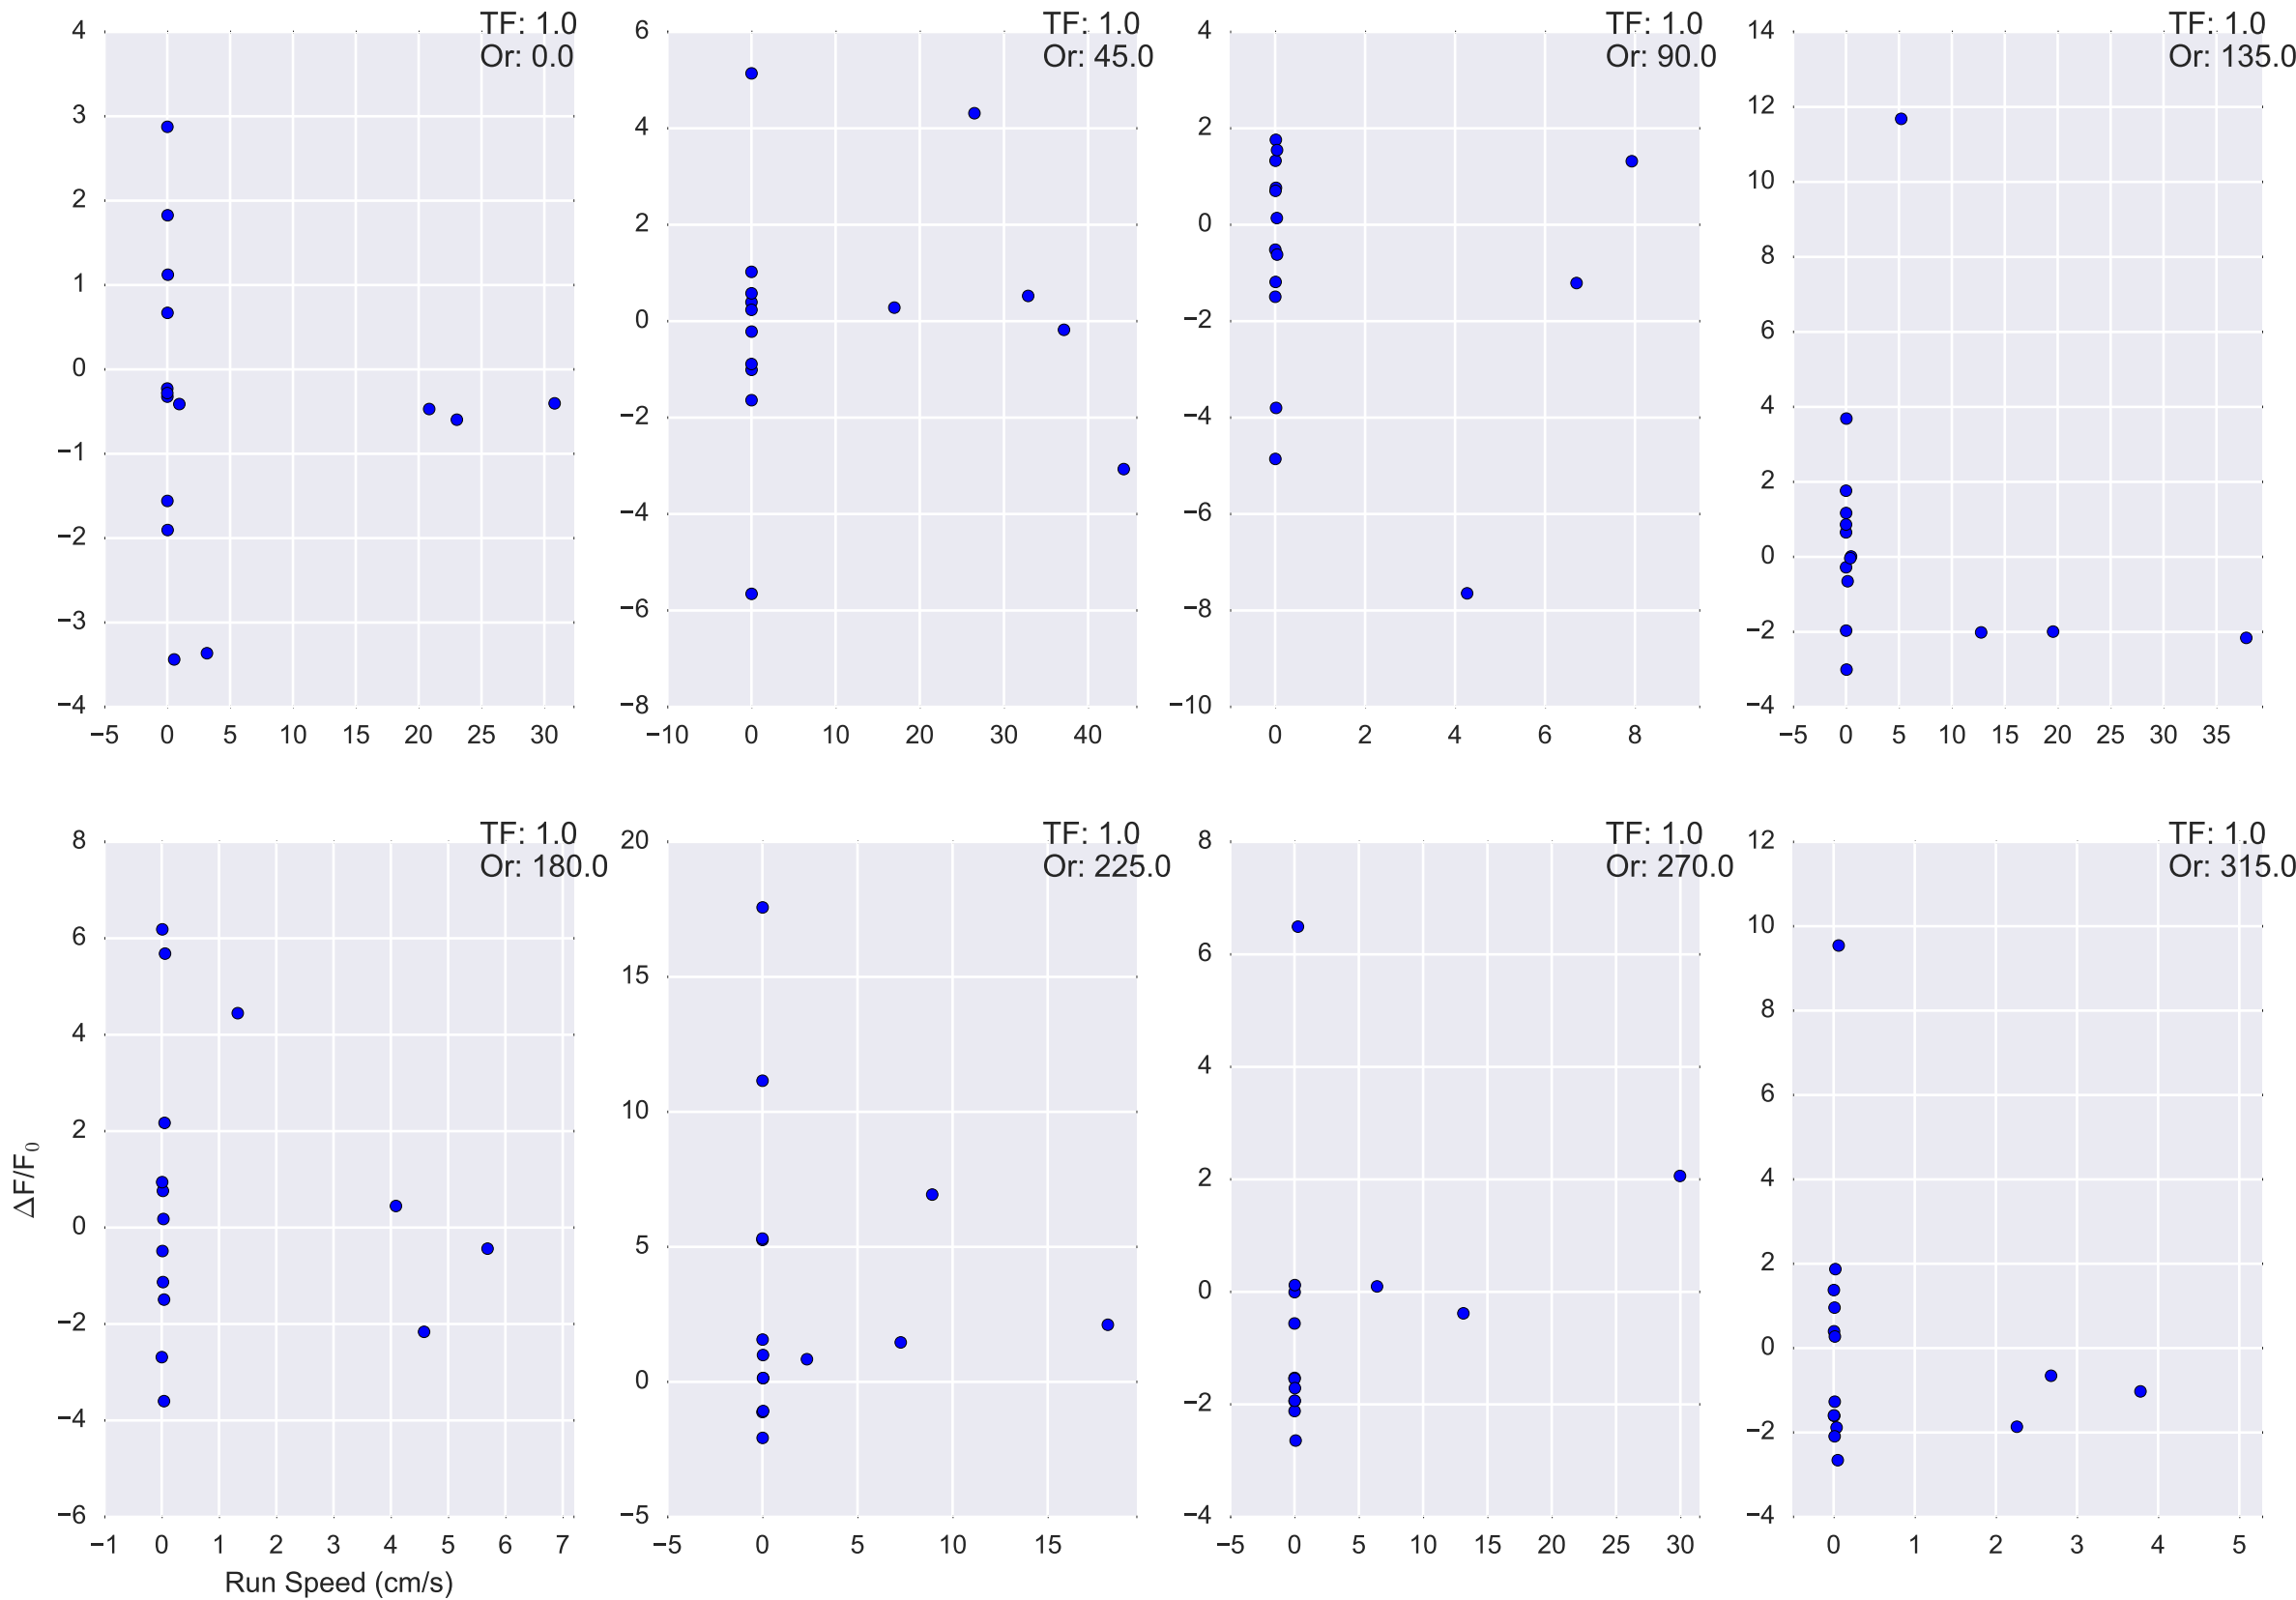 TF: 1.0
Or: 0.0
4
3
2
1
0
−1
−2
−3
−4
−5 0 5 10 15 20 25 30
TF: 1.0
Or: 45.0
6
4
2
0
−2
−4
−6
−8
−10 0 10 20 30 40
TF: 1.0
Or: 90.0
4
2
0
−2
−4
−6
−8
−10
0 2 4 6 8
TF: 1.0
Or: 135.0
14
12
10
8
6
4
2
0
−2
−4
−5 0 5 10 15 20 25 30 35
TF: 1.0
Or: 180.0
8
6
4
2
0
−2
−4
−6
ΔF/F₀
−1 0 1 2 3 4 5 6 7
Run Speed (cm/s)
TF: 1.0
Or: 225.0
20
15
10
5
0
−5
−5 0 5 10 15
TF: 1.0
Or: 270.0
8
6
4
2
0
−2
−4
−5 0 5 10 15 20 25 30
TF: 1.0
Or: 315.0
12
10
8
6
4
2
0
−2
−4
0 1 2 3 4 5